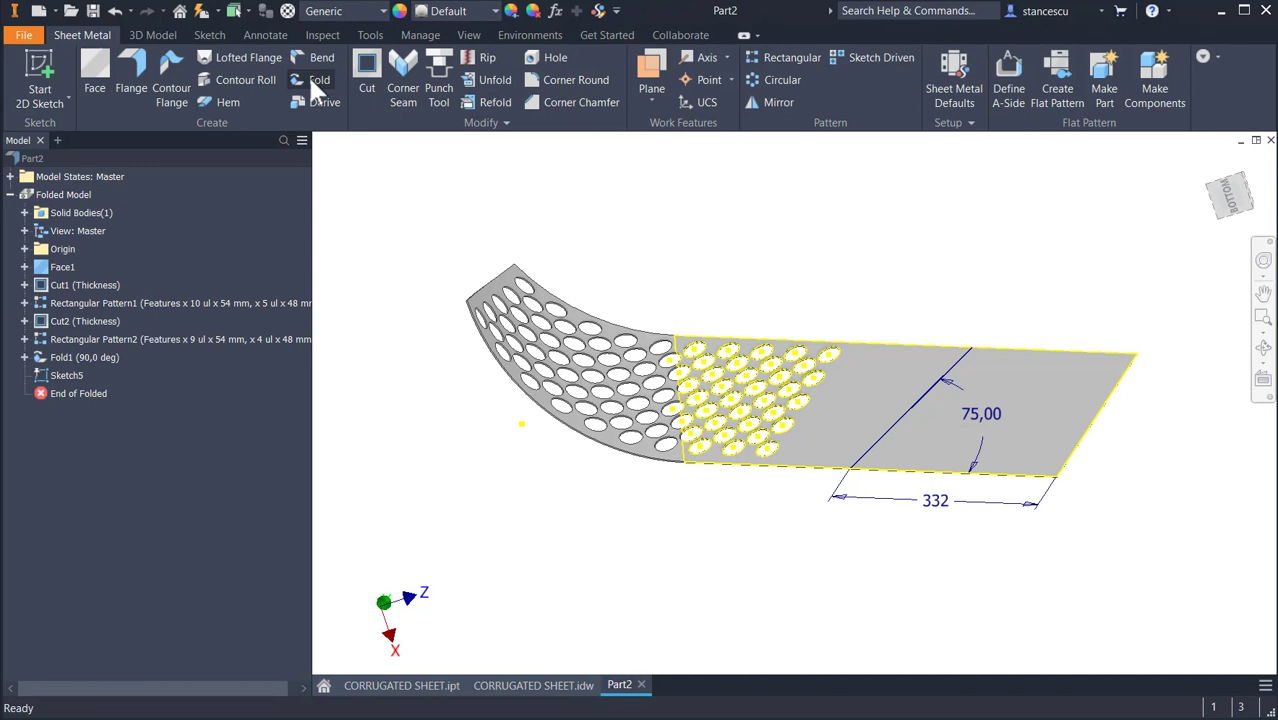 Generic
Default
Part2
Search Help & Commands...
stancescu
File
Sheet Metal
3D Model
Sketch
Annotate
Inspect
Tools
Manage
View
Environments
Get Started
Collaborate
Start
2D Sketch
Face
Flange
Contour
Flange
Lofted Flange
Contour Roll
Hem
Bend
Fold
Derive
Cut
Corner
Seam
Punch
Tool
Rip
Unfold
Refold
Hole
Corner Round
Corner Chamfer
Plane
Axis
Point
UCS
Rectangular
Circular
Mirror
Sketch Driven
Sheet Metal
Defaults
Define
A-Side
Create
Flat Pattern
Make
Part
Make
Components
Sketch
Create
Modify
Work Features
Pattern
Setup
Flat Pattern
Model
Part2
Model States: Master
Folded Model
Solid Bodies(1)
View: Master
Origin
Face1
Cut1 (Thickness)
Rectangular Pattern1 (Features x 10 ul x 54 mm, x 5 ul x 48 mm
Cut2 (Thickness)
Rectangular Pattern2 (Features x 9 ul x 54 mm, x 4 ul x 48 mm
Fold1 (90,0 deg)
Sketch5
End of Folded
BOTTOM
75,00
332
Z
X
CORRUGATED SHEET.ipt
CORRUGATED SHEET.idw
Part2
Ready
1
3